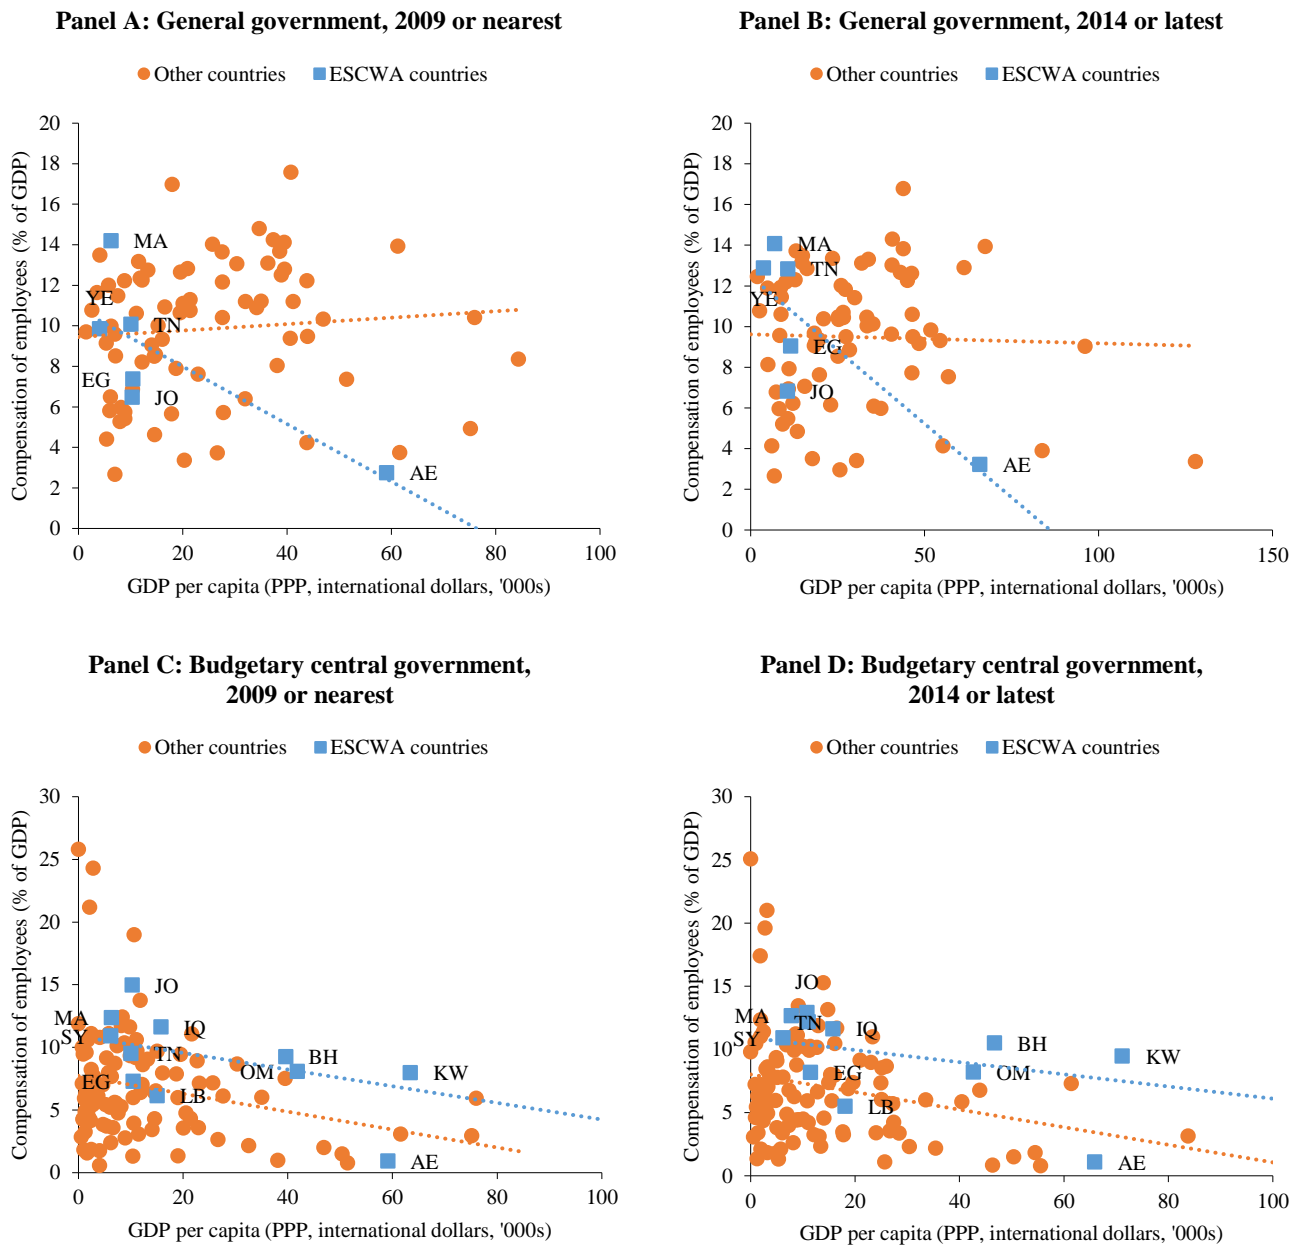 Panel A: General government, 2009 or nearest
Other countries
ESCWA countries
Compensation of employees (% of GDP)
20
18
16
14
12
10
8
6
4
2
0
MA
YE
TN
EG
JO
AE
0
20
40
60
80
100
GDP per capita (PPP, international dollars, '000s)
Panel B: General government, 2014 or latest
Other countries
ESCWA countries
Compensation of employees (% of GDP)
20
18
16
14
12
10
8
6
4
2
0
MA
TN
YE
EG
JO
AE
0
50
100
150
GDP per capita (PPP, international dollars, '000s)
Panel C: Budgetary central government,
2009 or nearest
Other countries
ESCWA countries
Compensation of employees (% of GDP)
30
25
20
15
10
5
0
JO
MA
IQ
SY
TN
BH
OM
KW
EG
LB
AE
0
20
40
60
80
100
GDP per capita (PPP, international dollars, '000s)
Panel D: Budgetary central government,
2014 or latest
Other countries
ESCWA countries
Compensation of employees (% of GDP)
30
25
20
15
10
5
0
JO
MA
TN
IQ
SY
BH
KW
EG
OM
LB
AE
0
20
40
60
80
100
GDP per capita (PPP, international dollars, '000s)